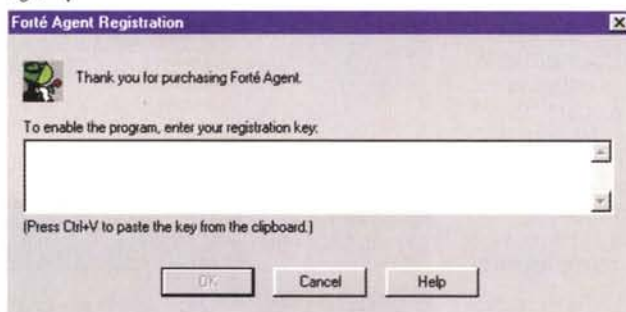 Forté Agent Registration
Thank you for purchasing Forté Agent.
To enable the program, enter your registration key:
(Press Ctrl+V to paste the key from the clipboard.)
OK Cancel Help